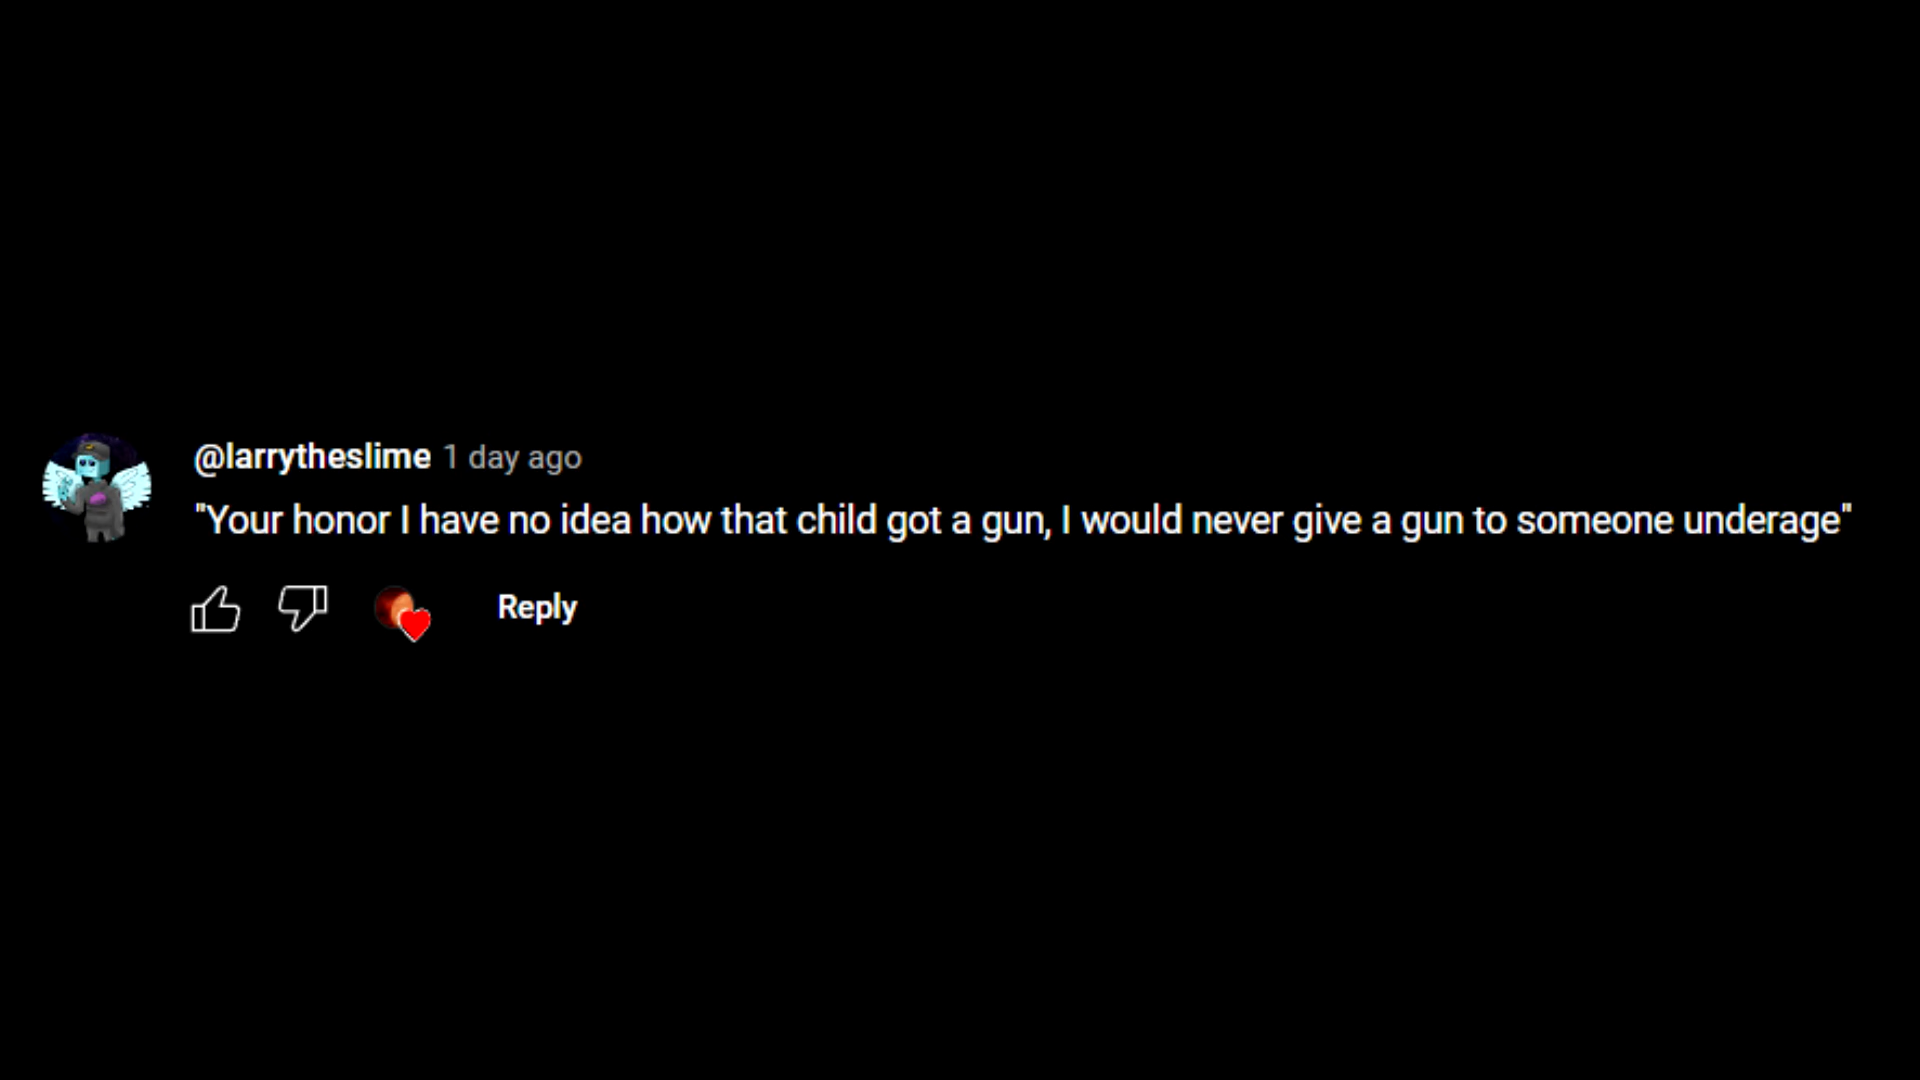 @larrytheslime 1 day ago
"Your honor I have no idea how that child got a gun, I would never give a gun to someone underage"
Reply